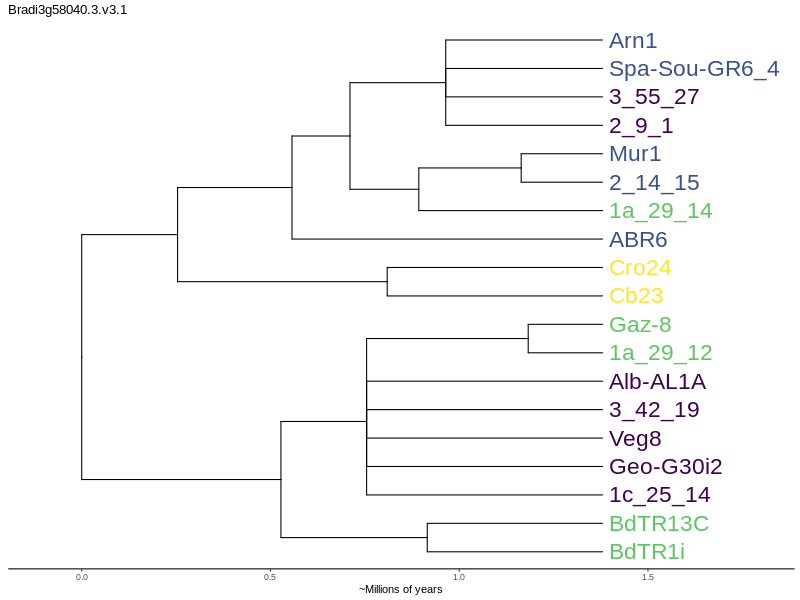 Bradi3g58040.3.v3.1
Arn1
Spa-Sou-GR6_4
3_55_27
2_9_1
Mur1
2_14_15
1a_29_14
ABR6
Cro24
Cb23
Gaz-8
1a_29_12
Alb-AL1A
3_42_19
Veg8
Geo-G30i2
1c_25_14
BdTR13C
BdTR1i
0.0 0.5 1.0 1.5
~Millions of years